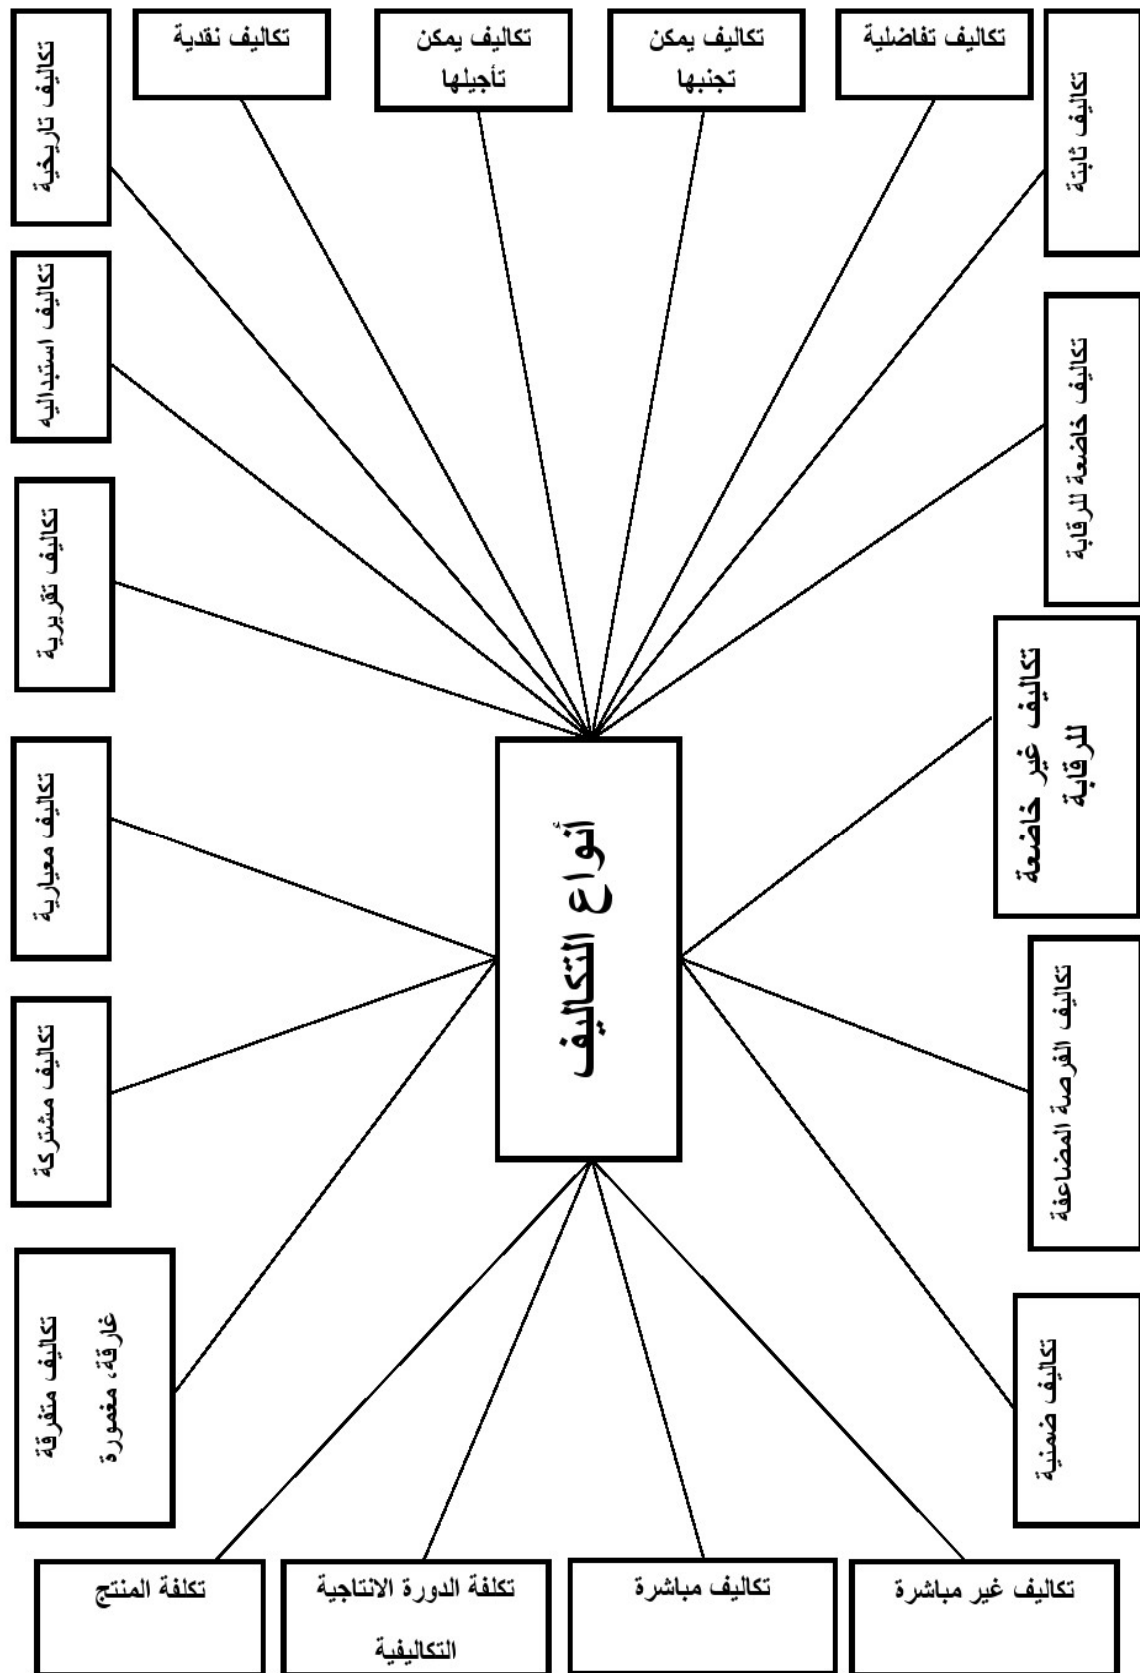 تكاليف تفاضلية
تكاليف يمكن
تجنبها
تكاليف يمكن
تأجيلها
تكاليف نقدية
تكاليف ثابتة
تكاليف خاضعة للرقابة
تكاليف غير خاضعة
للرقابة
تكاليف الفرصة المضاعفة
تكاليف ضمنية
أنواع التكاليف
تكاليف تاريخية
تكاليف استبداليه
تكاليف تقريرية
تكاليف معيارية
تكاليف مشتركة
تكاليف متفرقة
غارقة، مغمورة
تكاليف غير مباشرة
تكاليف مباشرة
تكلفة الدورة الانتاجية
التكاليفية
تكلفة المنتج